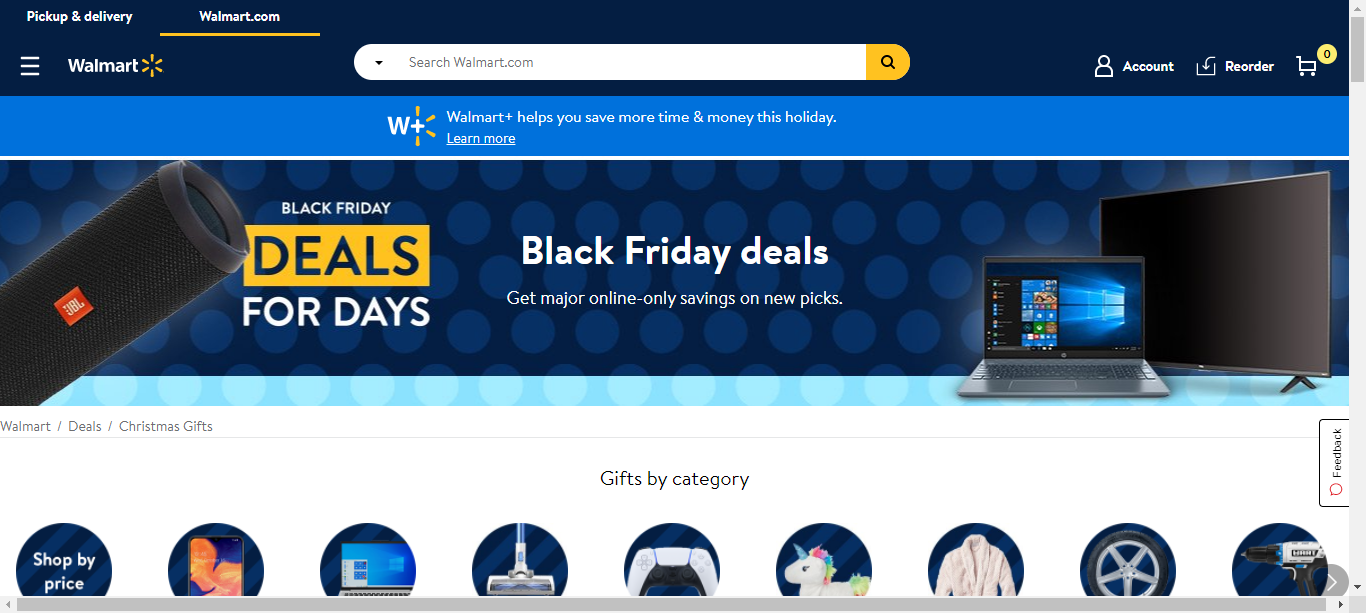 Pickup & delivery
Walmart.com
Walmart
Search Walmart.com
Account
Reorder
0
W+
Walmart+ helps you save more time & money this holiday.
Learn more
BLACK FRIDAY
DEALS
FOR DAYS
Black Friday deals
Get major online-only savings on new picks.
JBL
Walmart / Deals / Christmas Gifts
Feedback
Gifts by category
Shop by
price
HART